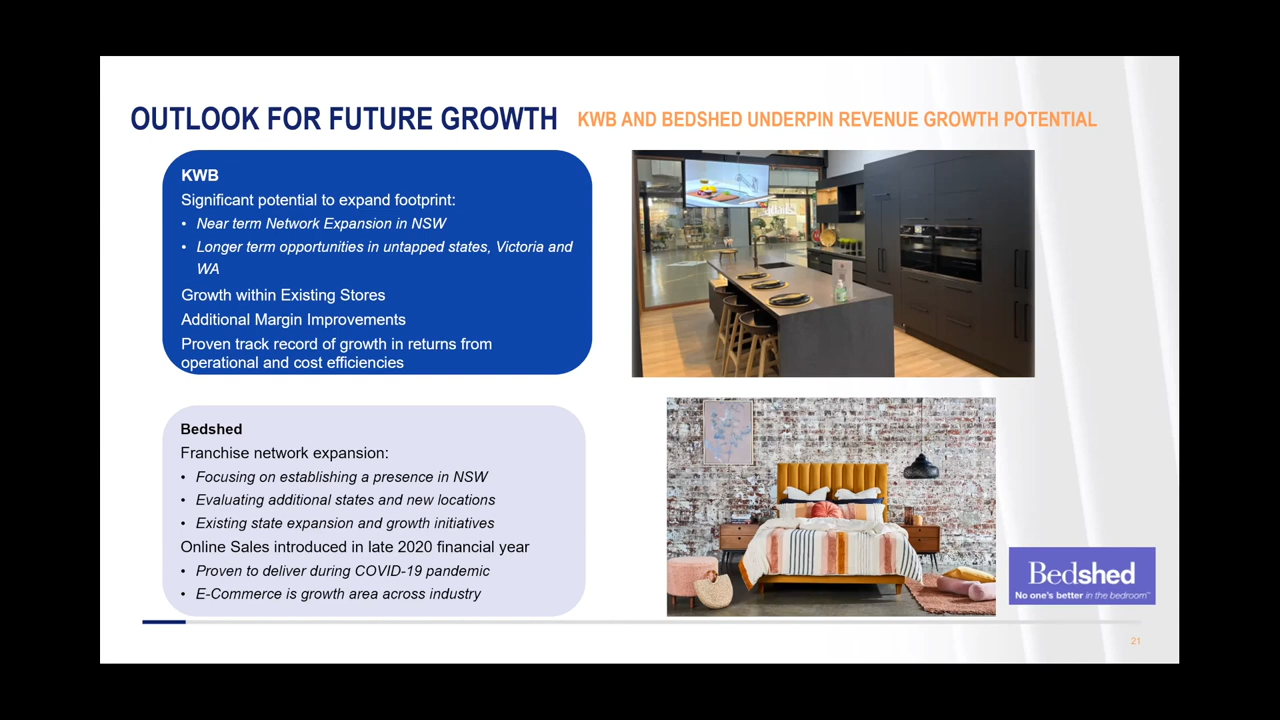 OUTLOOK FOR FUTURE GROWTH KWB AND BEDSHED UNDERPIN REVENUE GROWTH POTENTIAL
KWB
Significant potential to expand footprint:
• Near term Network Expansion in NSW
• Longer term opportunities in untapped states, Victoria and
WA
Growth within Existing Stores
Additional Margin Improvements
Proven track record of growth in returns from
operational and cost efficiencies
Bedshed
Franchise network expansion:
• Focusing on establishing a presence in NSW
• Evaluating additional states and new locations
• Existing state expansion and growth initiatives
Online Sales introduced in late 2020 financial year
• Proven to deliver during COVID-19 pandemic
• E-Commerce is growth area across industry
Bedshed
No one's better in the bedroom™
21